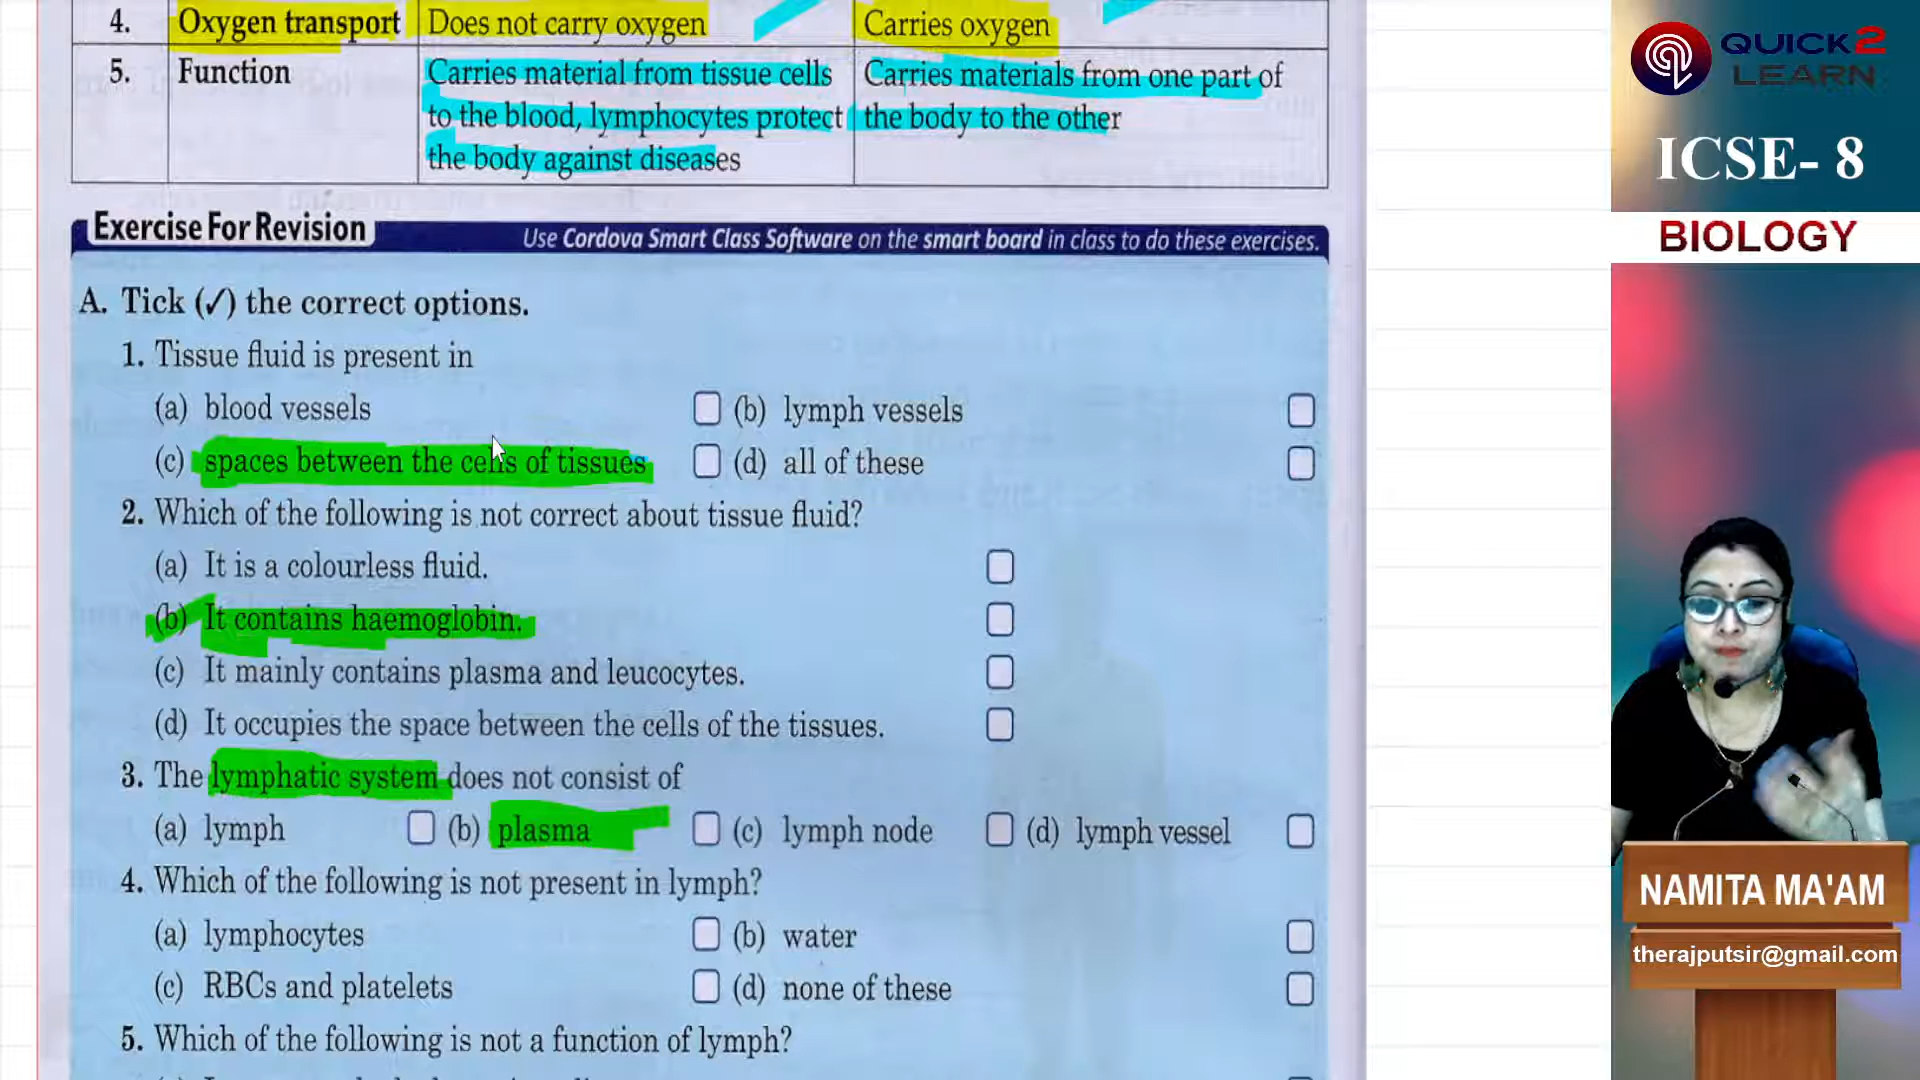 4. Oxygen transport Does not carry oxygen Carries oxygen
5. Function Carries material from tissue cells to the blood, lymphocytes protect the body against diseases Carries materials from one part of the body to the other
Exercise For Revision
Use Cordova Smart Class Software on the smart board in class to do these exercises.
A. Tick (✓) the correct options.
1. Tissue fluid is present in
(a) blood vessels (b) lymph vessels
(c) spaces between the cells of tissues (d) all of these
2. Which of the following is not correct about tissue fluid?
(a) It is a colourless fluid.
(b) It contains haemoglobin.
(c) It mainly contains plasma and leucocytes.
(d) It occupies the space between the cells of the tissues.
3. The lymphatic system does not consist of
(a) lymph (b) plasma (c) lymph node (d) lymph vessel
4. Which of the following is not present in lymph?
(a) lymphocytes (b) water
(c) RBCs and platelets (d) none of these
5. Which of the following is not a function of lymph?
QUICK2
LEARN
ICSE- 8
BIOLOGY
NAMITA MA'AM
therajputsir@gmail.com